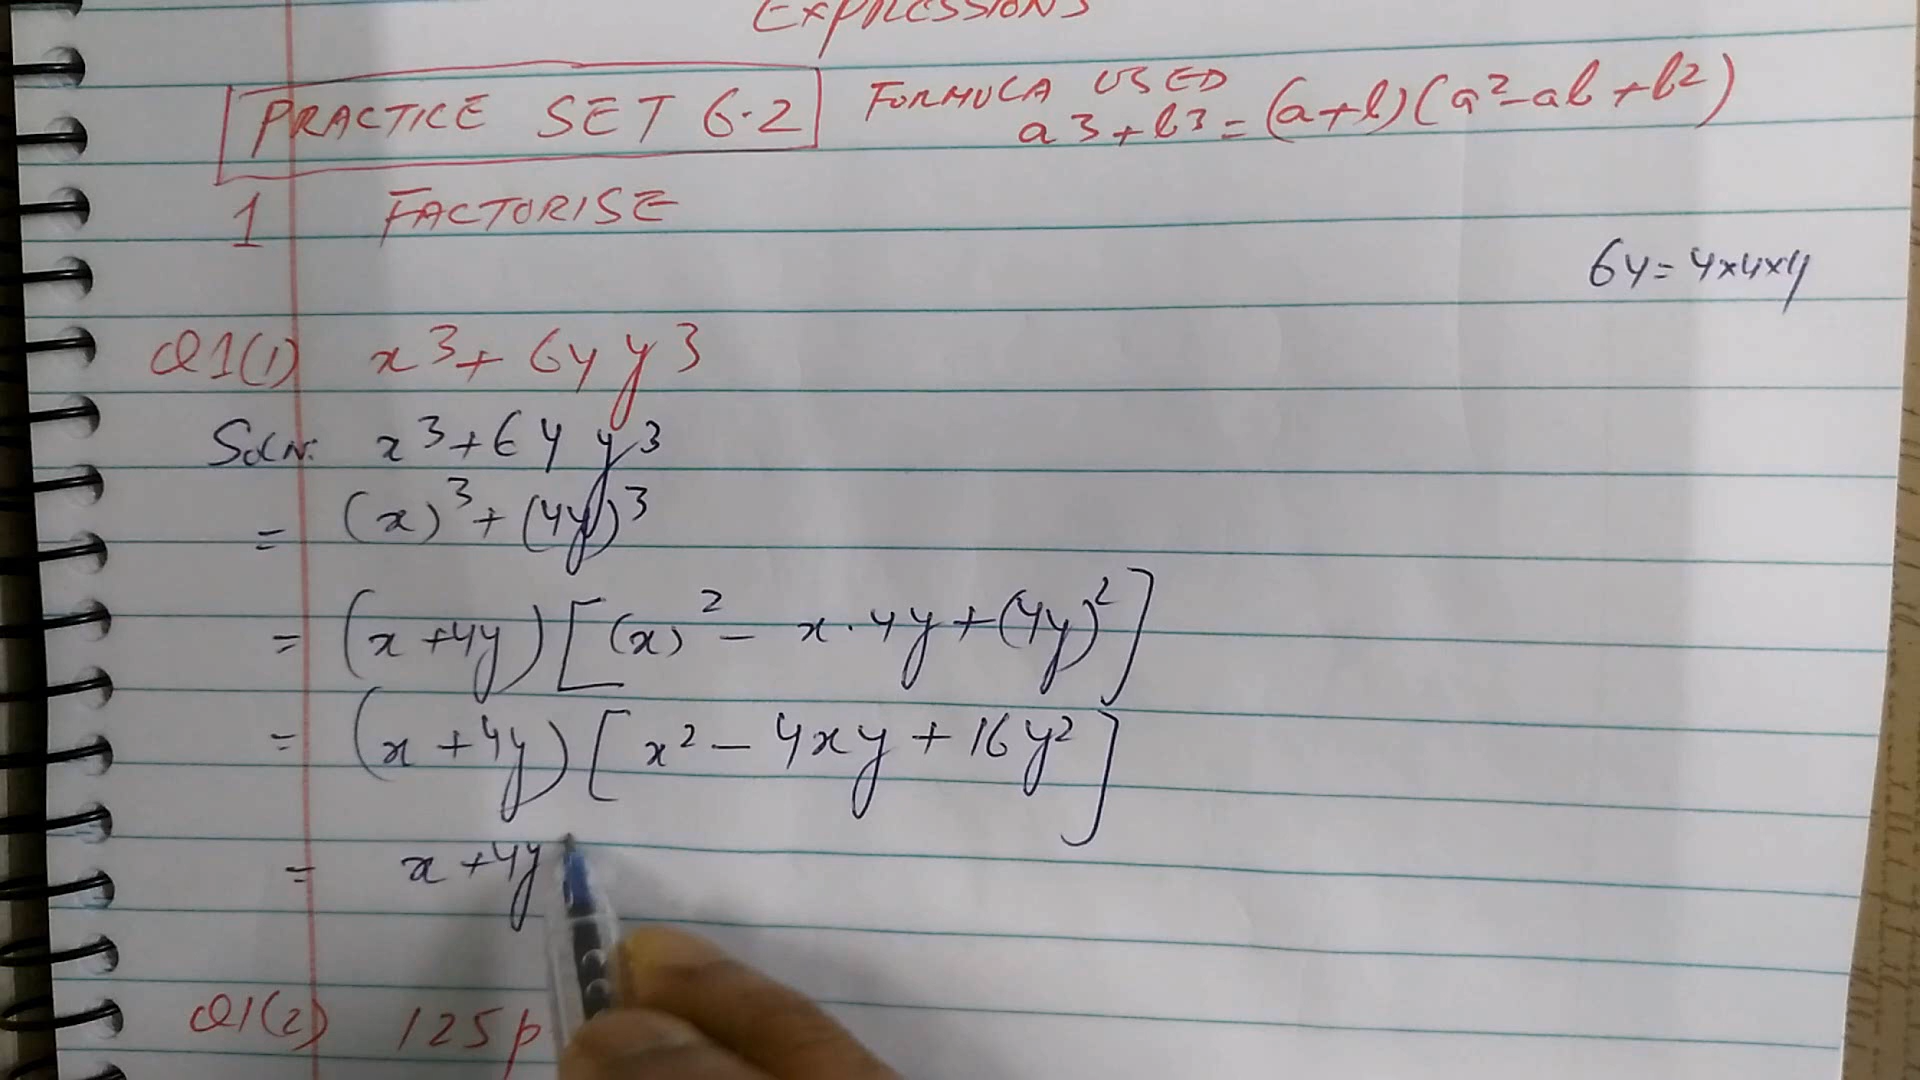 EXPRESSIONS
PRACTICE SET 6.2 FORMULA USED
a3+b3=(a+b)(a²-ab+b²)
1 FACTORISE
64=4×4×4
Q1(1) x3+64y3
Soln: x3+64y3
= (x)3+(4y)3
= (x+4y)[(x)2- x.4y+(4y)2]
= (x+4y)[x2-4xy+16y2]
= x+4y
Q1(2) 125p